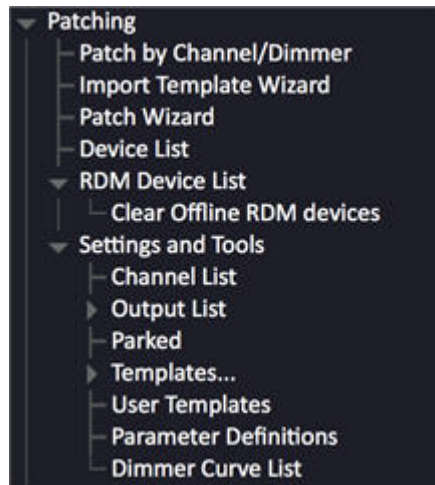 Patching
Patch by Channel/Dimmer
Import Template Wizard
Patch Wizard
Device List
RDM Device List
Clear Offline RDM devices
Settings and Tools
Channel List
Output List
Parked
Templates...
User Templates
Parameter Definitions
Dimmer Curve List